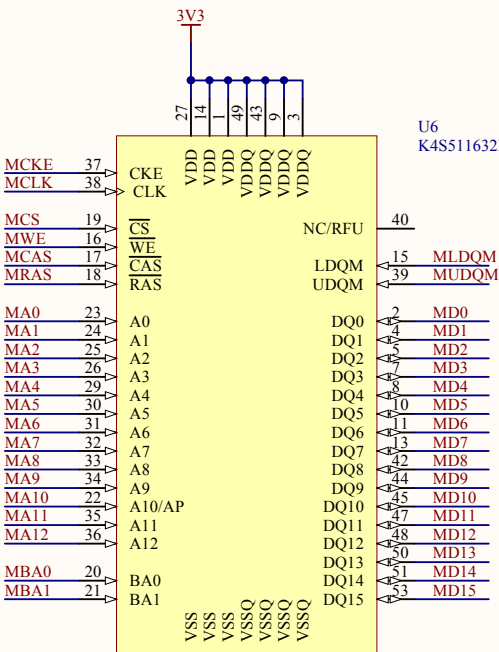 3V3
27 14 1 49 43 9 3
VDD VDD VDD VDDQ VDDQ VDDQ VDDQ
U6
MCKE 37 CKE
MCLK 38 CLK
MCS 19 CS
NC/RFU 40
MWE 16 WE
MCAS 17 CAS LDQM 15 MLDQM
MRAS 18 RAS UDQM 39 MUDQM
MA0 23 A0 DQ0 2 MD0
MA1 24 A1 DQ1 4 MD1
MA2 25 A2 DQ2 5 MD2
MA3 26 A3 DQ3 7 MD3
MA4 29 A4 DQ4 8 MD4
MA5 30 A5 DQ5 10 MD5
MA6 31 A6 DQ6 11 MD6
MA7 32 A7 DQ7 13 MD7
MA8 33 A8 DQ8 42 MD8
MA9 34 A9 DQ9 44 MD9
MA10 22 A10/AP DQ10 45 MD10
MA11 35 A11 DQ11 47 MD11
MA12 36 A12 DQ12 48 MD12
DQ13 50 MD13
MBA0 20 BA0 DQ14 51 MD14
MBA1 21 BA1 DQ15 53 MD15
VSS VSS VSS VSSQ VSSQ VSSQ VSSQ